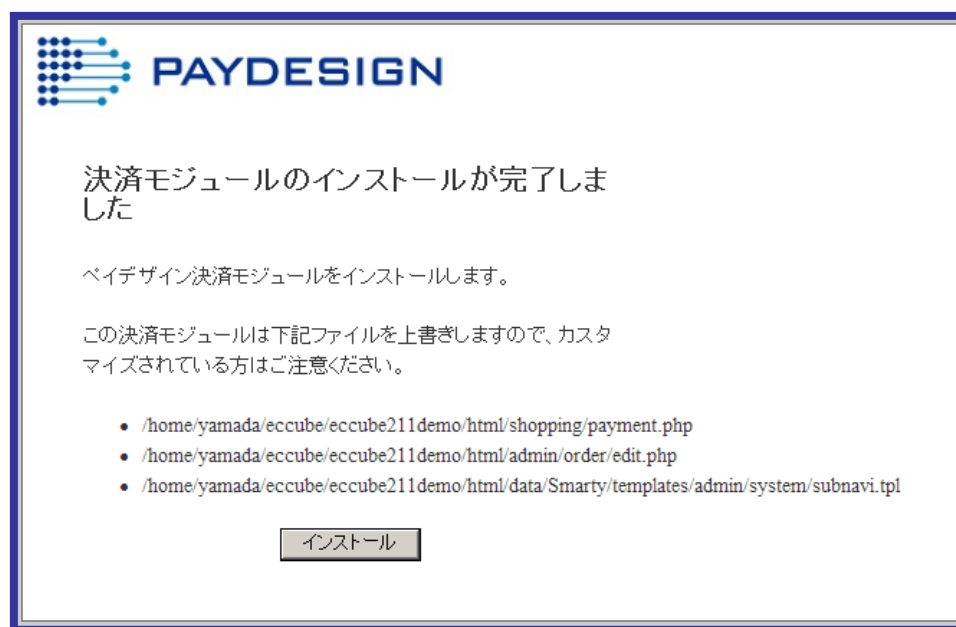 PAYDESIGN
決済モジュールのインストールが完了しま
した
ペイデザイン決済モジュールをインストールします。
この決済モジュールは下記ファイルを上書きしますので、カスタ
マイズされている方はご注意ください。
• /home/yamada/eccube/eccube211demo/html/shopping/payment.php
• /home/yamada/eccube/eccube211demo/html/admin/order/edit.php
• /home/yamada/eccube/eccube211demo/html/data/Smarty/templates/admin/system/subnavi.tpl
インストール